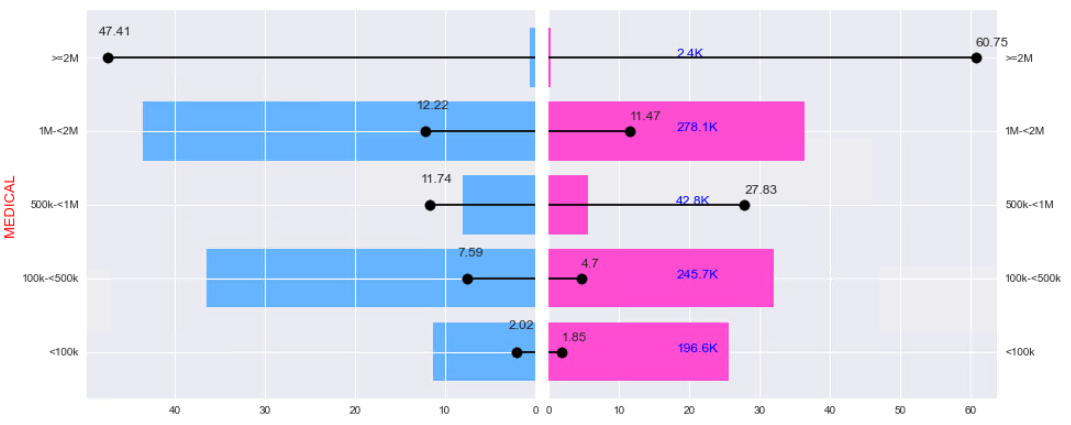 47.41
60.75
>=2M
2.4K
>=2M
12.22
11.47
1M-<2M
278.1K
1M-<2M
MEDICAL
11.74
27.83
500k-<1M
42.8K
500k-<1M
7.59
4.7
100k-<500k
245.7K
100k-<500k
2.02
1.85
<100k
196.6K
<100k
40 30 20 10 0 0 10 20 30 40 50 60